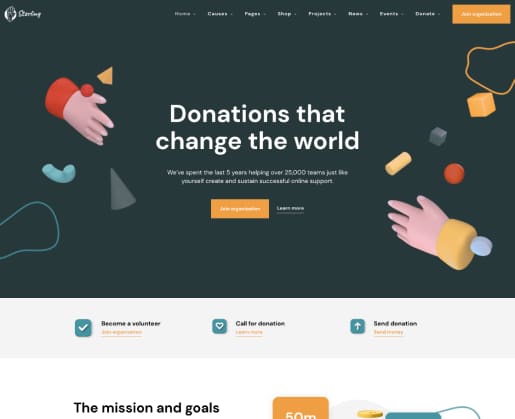 Sterling
Home Causes Pages Shop Projects News Events Donate
Join organization
Donations that
change the world
We've spent the last 5 years helping over 25,000 teams just like
yourself create and sustain successful online support.
Join organization Learn more
Become a volunteer
Join organization
Call for donation
Learn more
Send donation
Send money
The mission and goals
50m